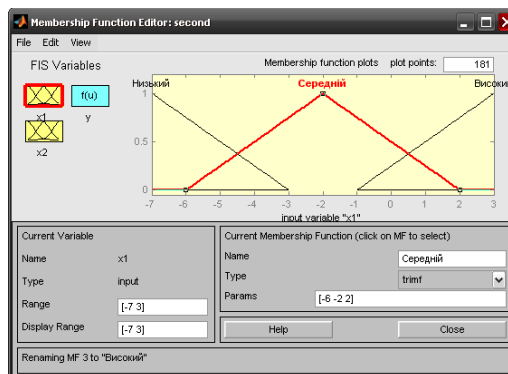 Membership Function Editor: second
File Edit View
FIS Variables
Membership function plots plot points: 181
f(u)
x1 y
x2
Низький Середній Високи
1
0.5
0
-7 -6 -5 -4 -3 -2 -1 0 1 2 3
input variable "x1"
Current Variable
Name x1
Type input
Range [-7 3]
Display Range [-7 3]
Current Membership Function (click on MF to select)
Name Середній
Type trimf
Params [-6 -2 2]
Help Close
Renaming MF 3 to "Високий"